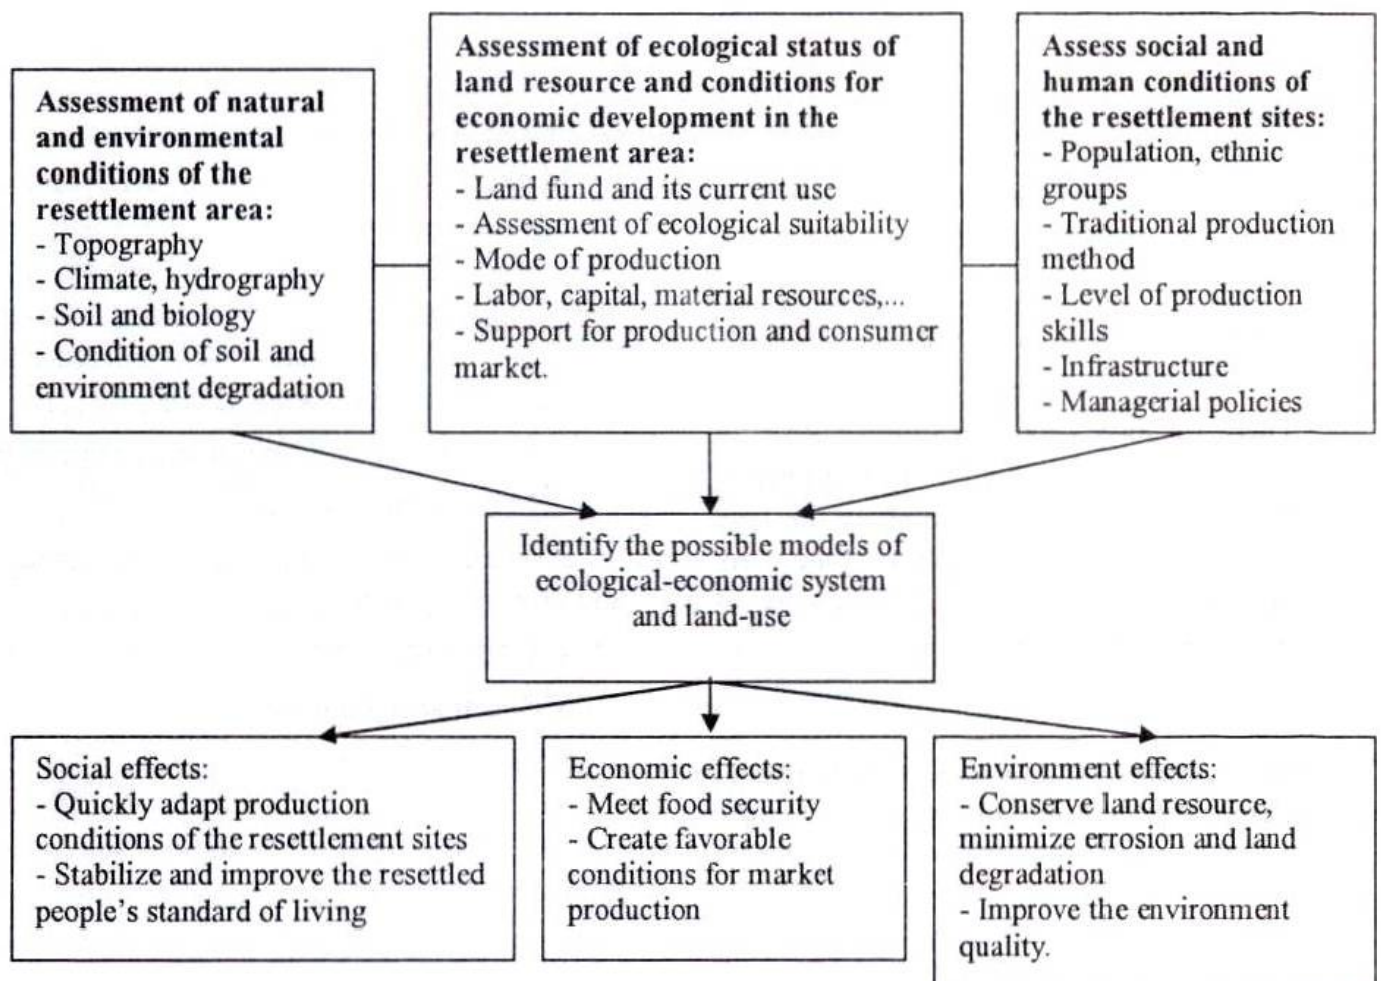 Assessment of natural
and environmental
conditions of the
resettlement area:
- Topography
- Climate, hydrography
- Soil and biology
- Condition of soil and
environment degradation
Assessment of ecological status of
land resource and conditions for
economic development in the
resettlement area:
- Land fund and its current use
- Assessment of ecological suitability
- Mode of production
- Labor, capital, material resources,...
- Support for production and consumer
market.
Assess social and
human conditions of
the resettlement sites:
- Population, ethnic
groups
- Traditional production
method
- Level of production
skills
- Infrastructure
- Managerial policies
Identify the possible models of
ecological-economic system
and land-use
Social effects:
- Quickly adapt production
conditions of the resettlement sites
- Stabilize and improve the resettled
people's standard of living
Economic effects:
- Meet food security
- Create favorable
conditions for market
production
Environment effects:
- Conserve land resource,
minimize errosion and land
degradation
- Improve the environment
quality.